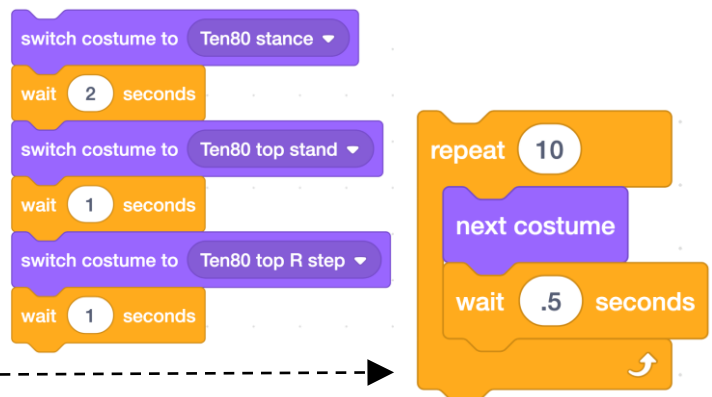 switch costume to Ten80 stance
wait 2 seconds
switch costume to Ten80 top stand
wait 1 seconds
switch costume to Ten80 top R step
wait 1 seconds
repeat 10
next costume
wait .5 seconds